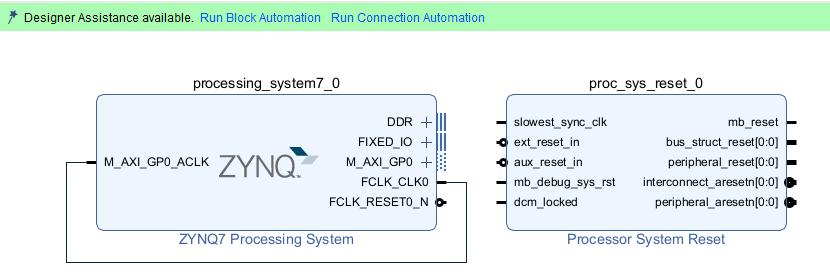 Designer Assistance available. Run Block Automation Run Connection Automation
processing_system7_0
DDR
FIXED_IO
M_AXI_GP0_ACLK
ZYNQ
M_AXI_GP0
FCLK_CLK0
FCLK_RESET0_N
ZYNQ7 Processing System
proc_sys_reset_0
slowest_sync_clk
mb_reset
ext_reset_in
bus_struct_reset[0:0]
aux_reset_in
peripheral_reset[0:0]
mb_debug_sys_rst
interconnect_aresetn[0:0]
dcm_locked
peripheral_aresetn[0:0]
Processor System Reset